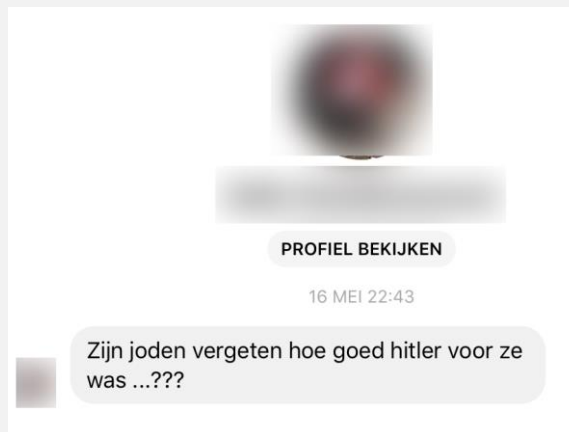 PROFIEL BEKIJKEN
16 MEI 22:43
Zijn joden vergeten hoe goed hitler voor ze
was ...???